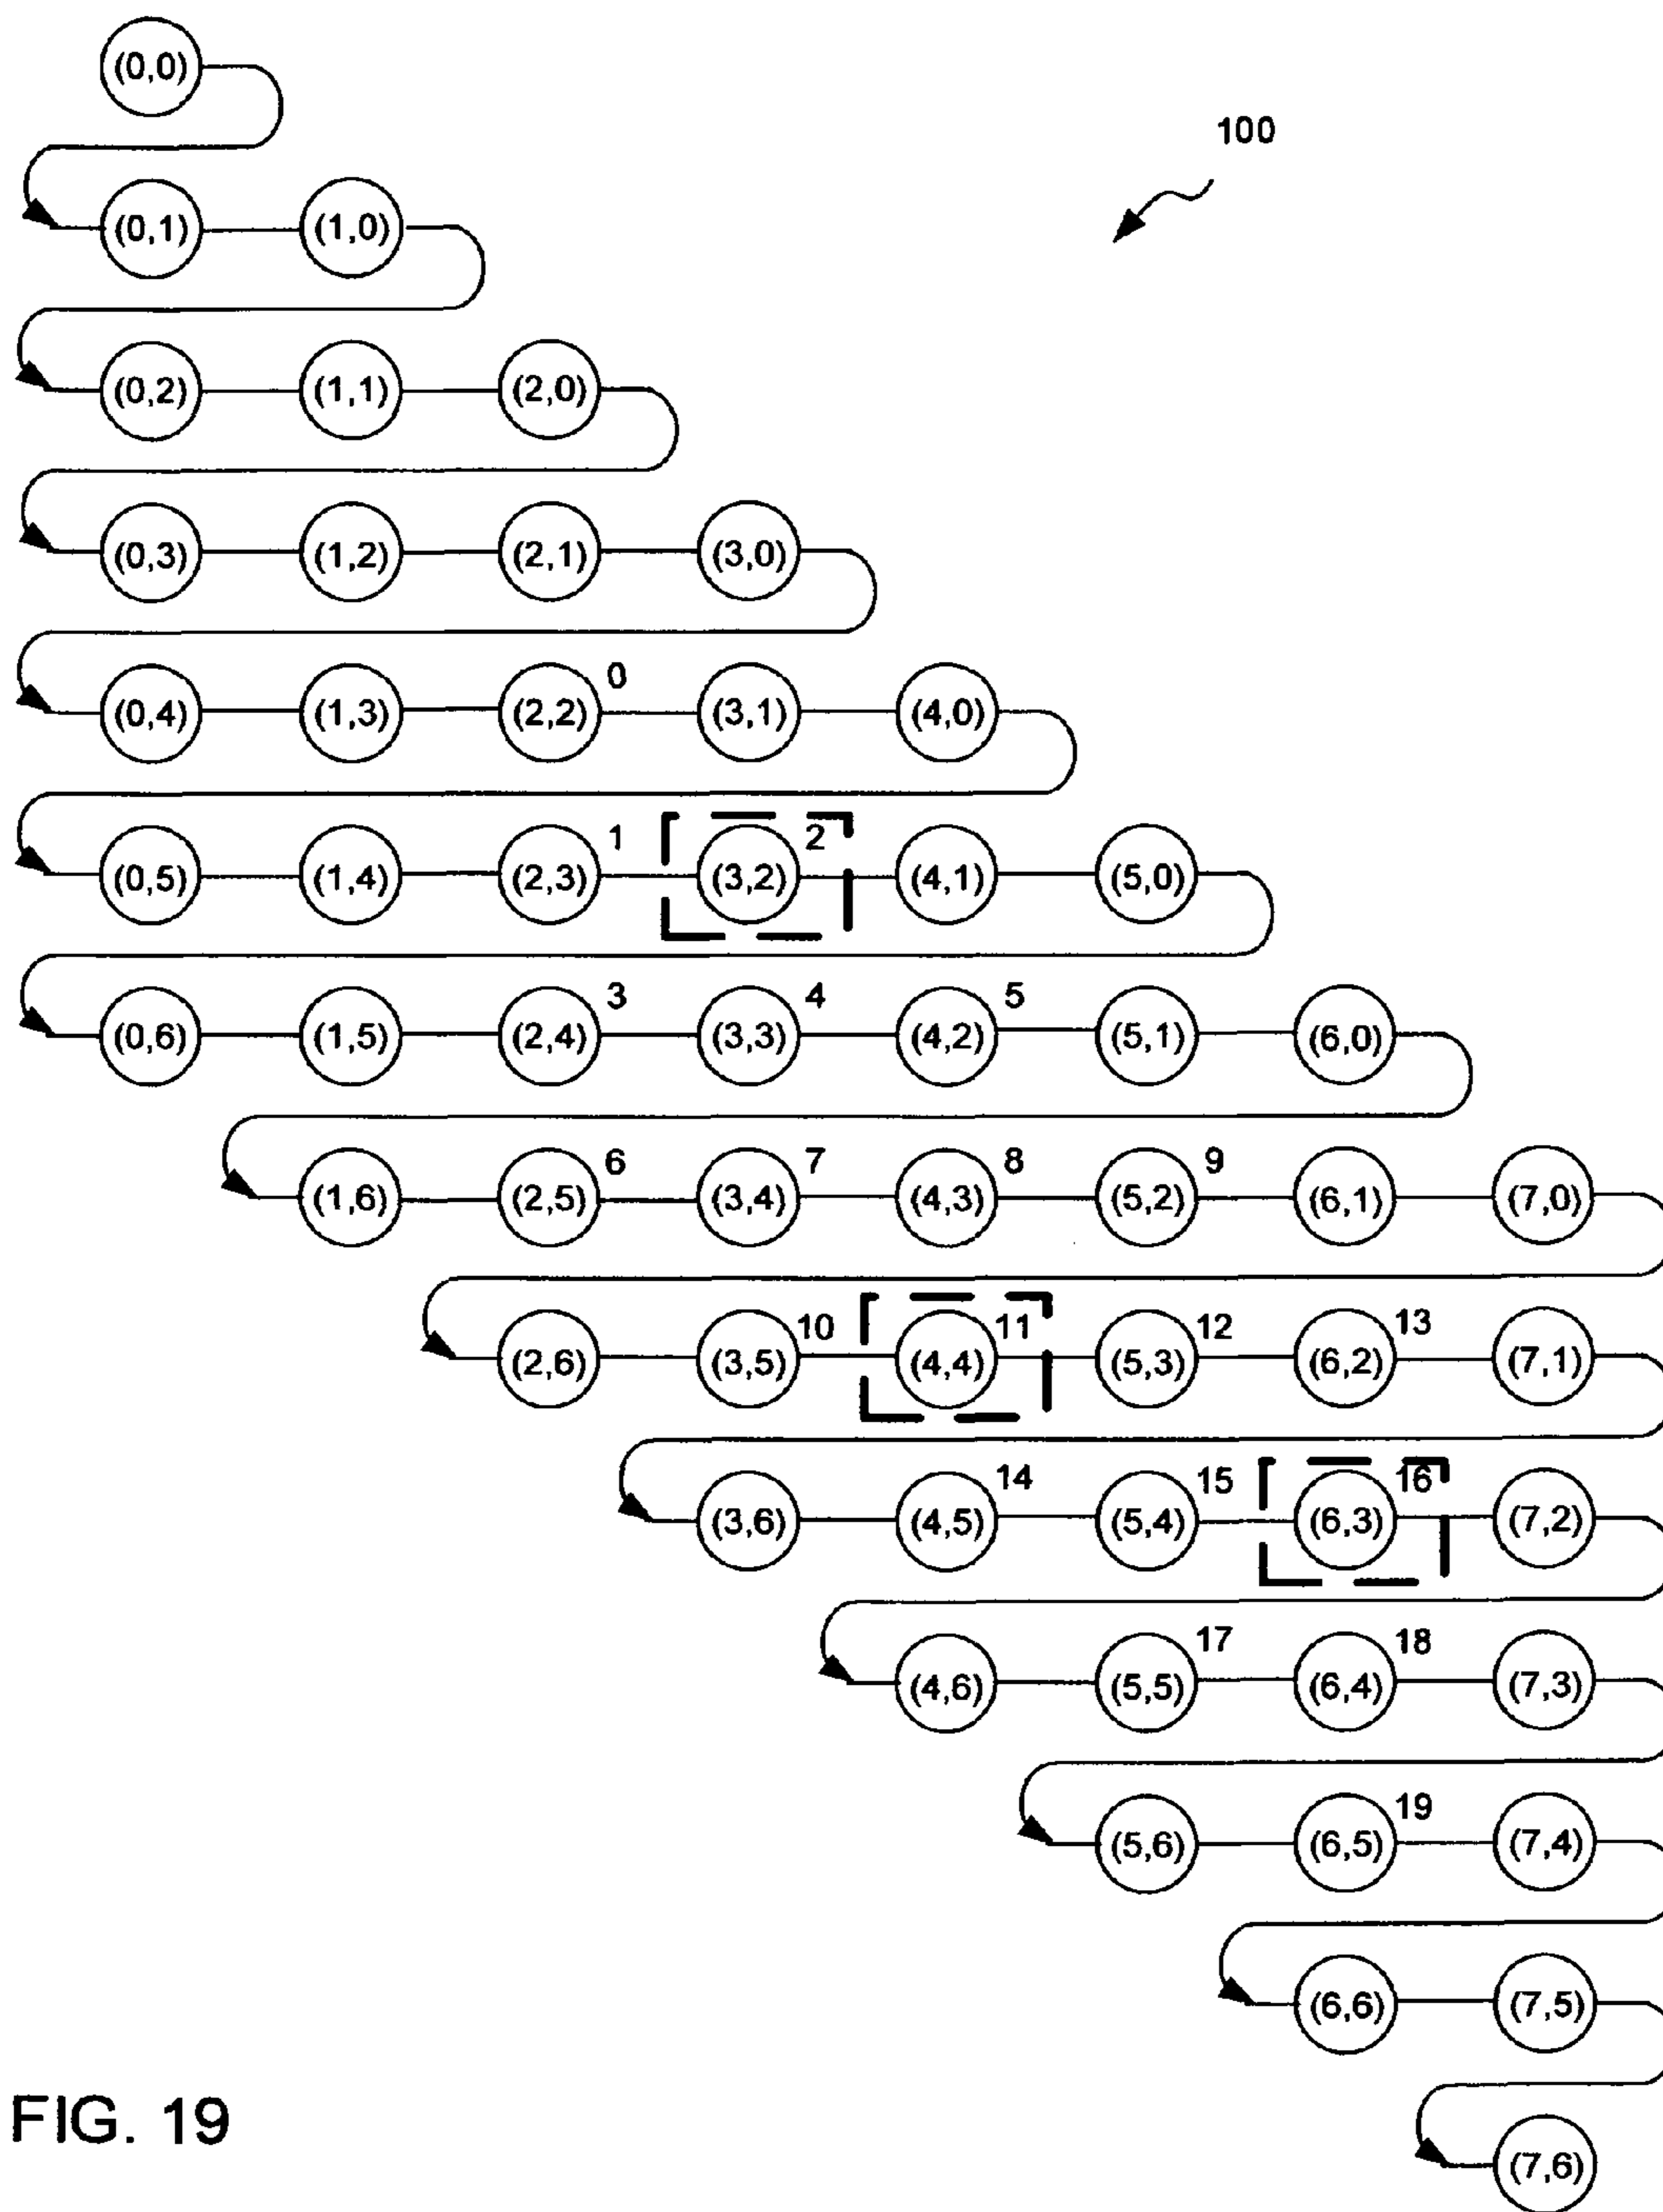 (0,0)
100
(0,1) (1,0)
(0,2) (1,1) (2,0)
(0,3) (1,2) (2,1) (3,0)
(0,4) (1,3) (2,2) 0 (3,1) (4,0)
(0,5) (1,4) (2,3) 1 (3,2) 2 (4,1) (5,0)
(0,6) (1,5) (2,4) 3 (3,3) 4 (4,2) 5 (5,1) (6,0)
(1,6) (2,5) 6 (3,4) 7 (4,3) 8 (5,2) 9 (6,1) (7,0)
(2,6) (3,5) 10 (4,4) 11 (5,3) 12 (6,2) 13 (7,1)
(3,6) (4,5) 14 (5,4) 15 (6,3) 16 (7,2)
(4,6) (5,5) 17 (6,4) 18 (7,3)
(5,6) (6,5) 19 (7,4)
(6,6) (7,5)
FIG. 19
(7,6)